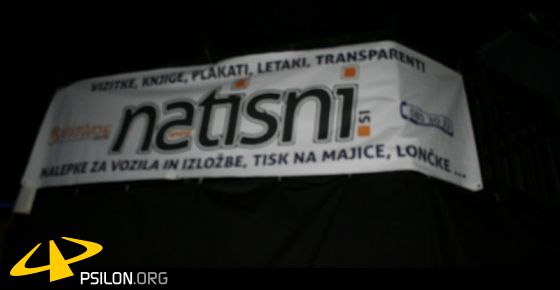 VIZITKE, KNJIGE, PLAKATI, LETAKI, TRANSPARENTI
natisni.si
NALEPKE ZA VOZILA IN IZLOŽBE, TISK NA MAJICE, LONČKE ...
PSILON.ORG